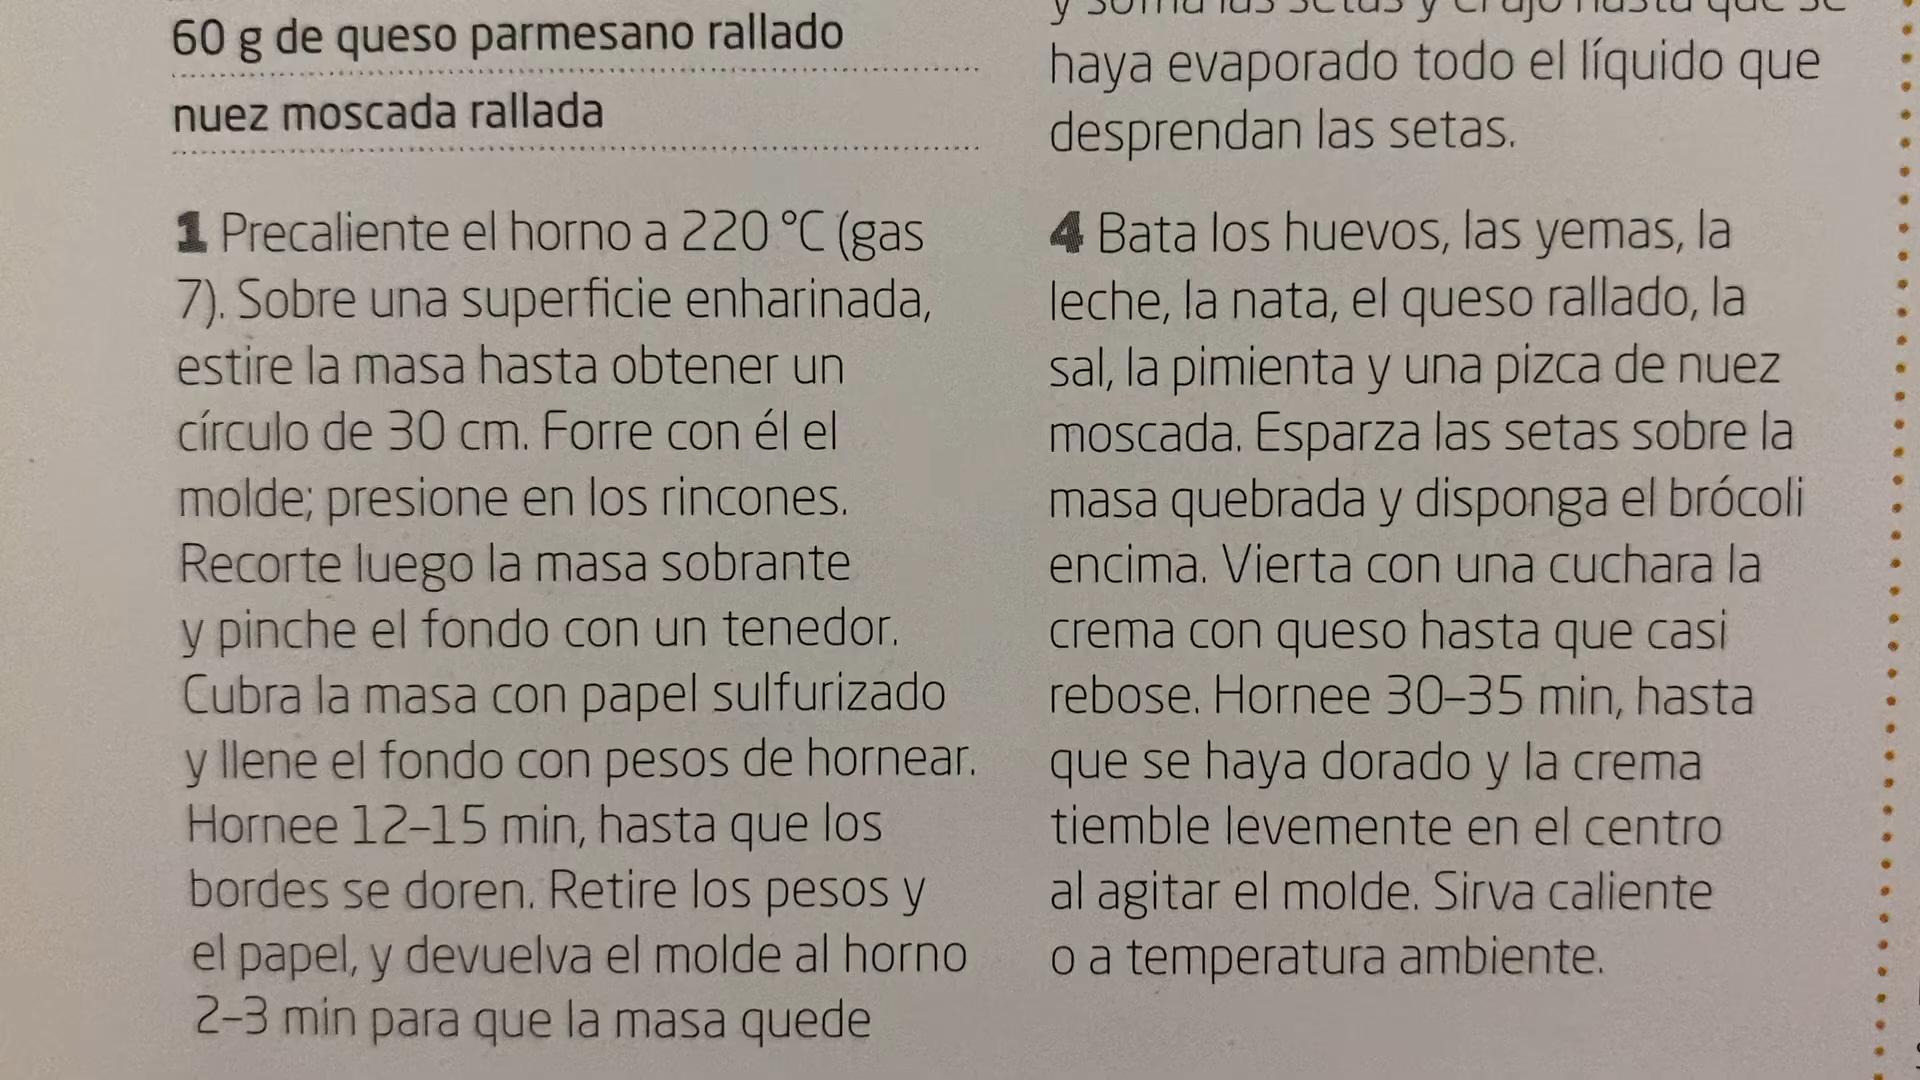 60 g de queso parmesano rallado
nuez moscada rallada
1 Precaliente el horno a 220 °C (gas
7). Sobre una superficie enharinada,
estire la masa hasta obtener un
círculo de 30 cm. Forre con él el
molde; presione en los rincones.
Recorte luego la masa sobrante
y pinche el fondo con un tenedor.
Cubra la masa con papel sulfurizado
y llene el fondo con pesos de hornear.
Hornee 12–15 min, hasta que los
bordes se doren. Retire los pesos y
el papel, y devuelva el molde al horno
2–3 min para que la masa quede
y las setas y el ajo hasta que se
haya evaporado todo el líquido que
desprendan las setas.
4 Bata los huevos, las yemas, la
leche, la nata, el queso rallado, la
sal, la pimienta y una pizca de nuez
moscada. Esparza las setas sobre la
masa quebrada y disponga el brócoli
encima. Vierta con una cuchara la
crema con queso hasta que casi
rebose. Hornee 30–35 min, hasta
que se haya dorado y la crema
tiemble levemente en el centro
al agitar el molde. Sirva caliente
o a temperatura ambiente.